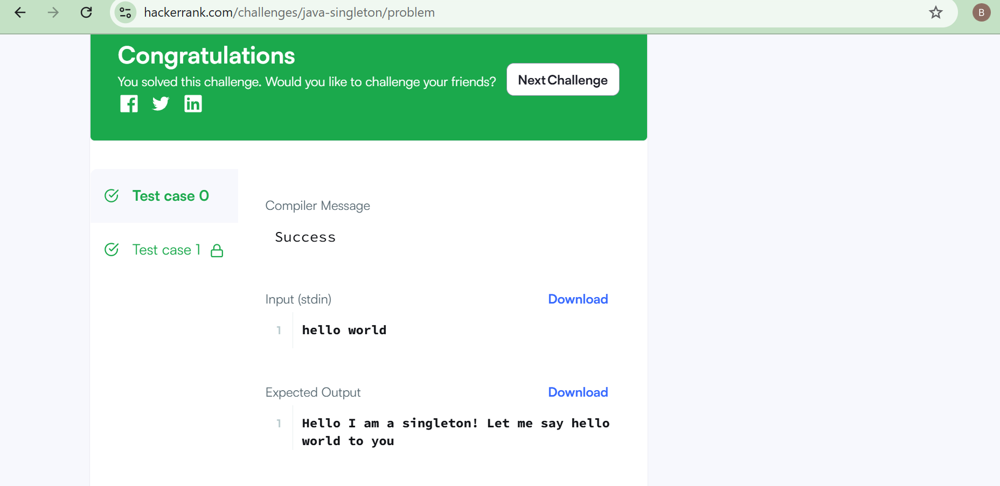 hackerrank.com/challenges/java-singleton/problem
B
Congratulations
You solved this challenge. Would you like to challenge your friends?
Next Challenge
Test case 0
Test case 1
Compiler Message
Success
Input (stdin)
Download
1
hello world
Expected Output
Download
1
Hello I am a singleton! Let me say hello
world to you